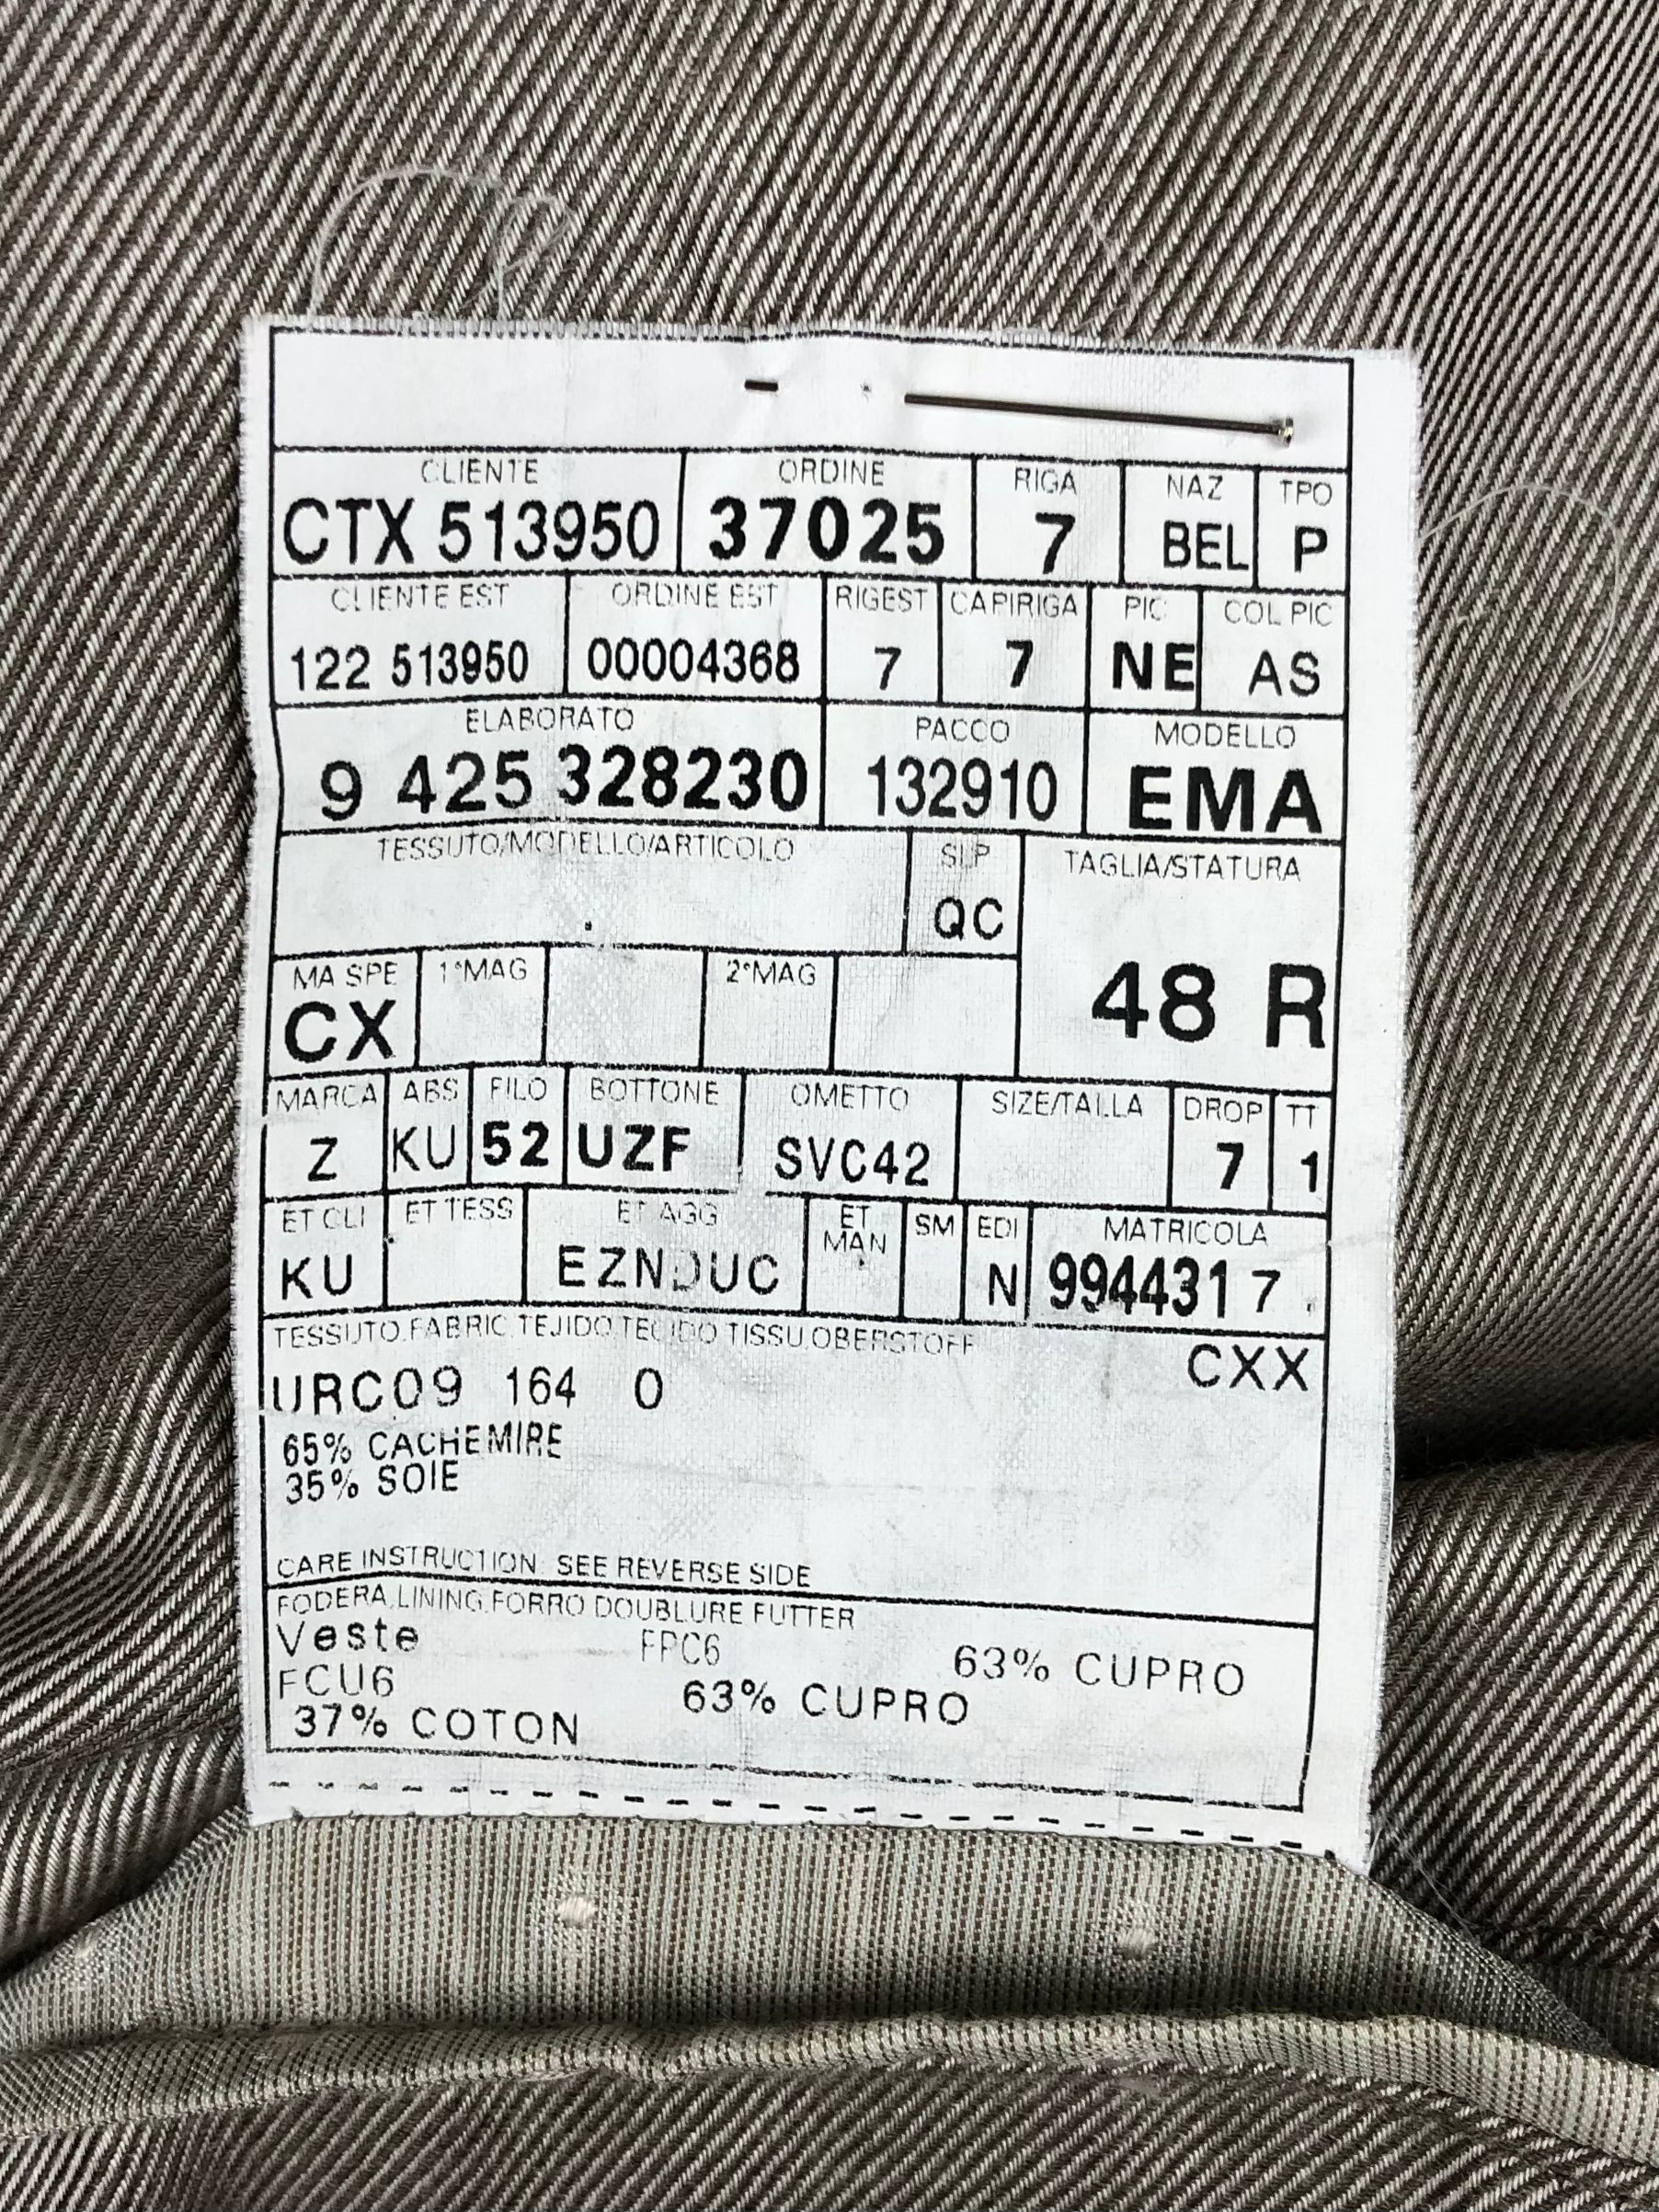 CLIENTE ORDINE RIGA NAZ TPO
CTX 513950 37025 7 BEL P
CLIENTE EST ORDINE EST RIGEST CAPIRIGA PIC COL PIC
122 513950 00004368 7 7 NE AS
ELABORATO PACCO MODELLO
9 425 328230 132910 EMA
TESSUTO/MODELLO/ARTICOLO SLP TAGLIA/STATURA
QC
MA SPE 1°MAG 2°MAG
CX 48 R
MARCA ABS FILO BOTTONE OMETTO SIZE/TALLA DROP TT
Z KU 52 UZF SVC42 7 1
ET CLI ET TESS ET AGG ET MAN SM EDI MATRICOLA
KU EZNDUC N 994431 7
TESSUTO,FABRIC,TEJIDO,TECIDO TISSU,OBERSTOFF
CXX
URC09 164 0
65% CACHEMIRE
35% SOIE
CARE INSTRUCTION SEE REVERSE SIDE
FODERA,LINING,FORRO DOUBLURE FUTTER
Veste FPC6 63% CUPRO
FCU6 63% CUPRO
37% COTON